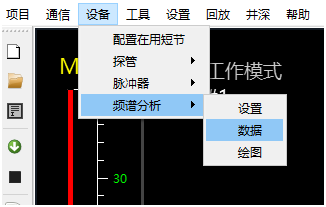 项目 通信 设备 工具 设置 回放 井深 帮助
配置在用短节
探管
脉冲器
频谱分析
设置
数据
绘图
M
工作模式
30